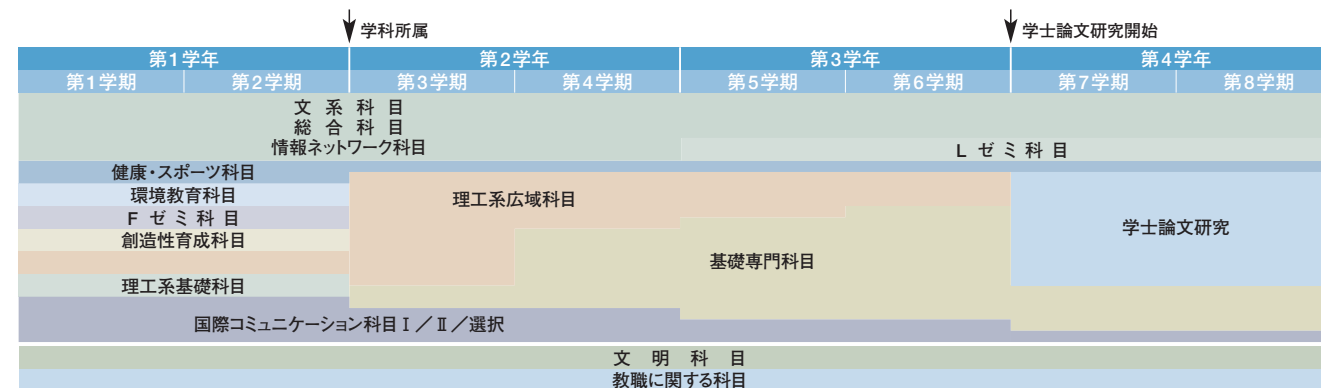 学科所属
学士論文研究開始
第1学年
第2学年
第3学年
第4学年
第1学期
第2学期
第3学期
第4学期
第5学期
第6学期
第7学期
第8学期
文系科目
総合科目
情報ネットワーク科目
Lゼミ科目
健康・スポーツ科目
環境教育科目
理工系広域科目
Fゼミ科目
学士論文研究
創造性育成科目
基礎専門科目
理工系基礎科目
国際コミュニケーション科目Ⅰ／Ⅱ／選択
文明科目
教職に関する科目